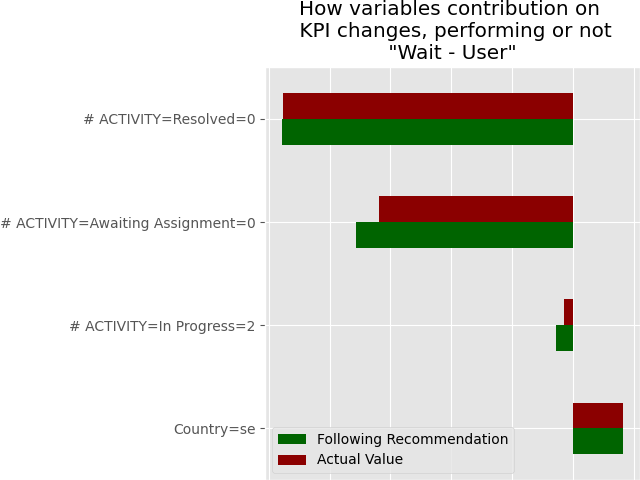 How variables contribution on
KPI changes, performing or not
"Wait - User"
# ACTIVITY=Resolved=0
# ACTIVITY=Awaiting Assignment=0
# ACTIVITY=In Progress=2
Country=se
Following Recommendation
Actual Value